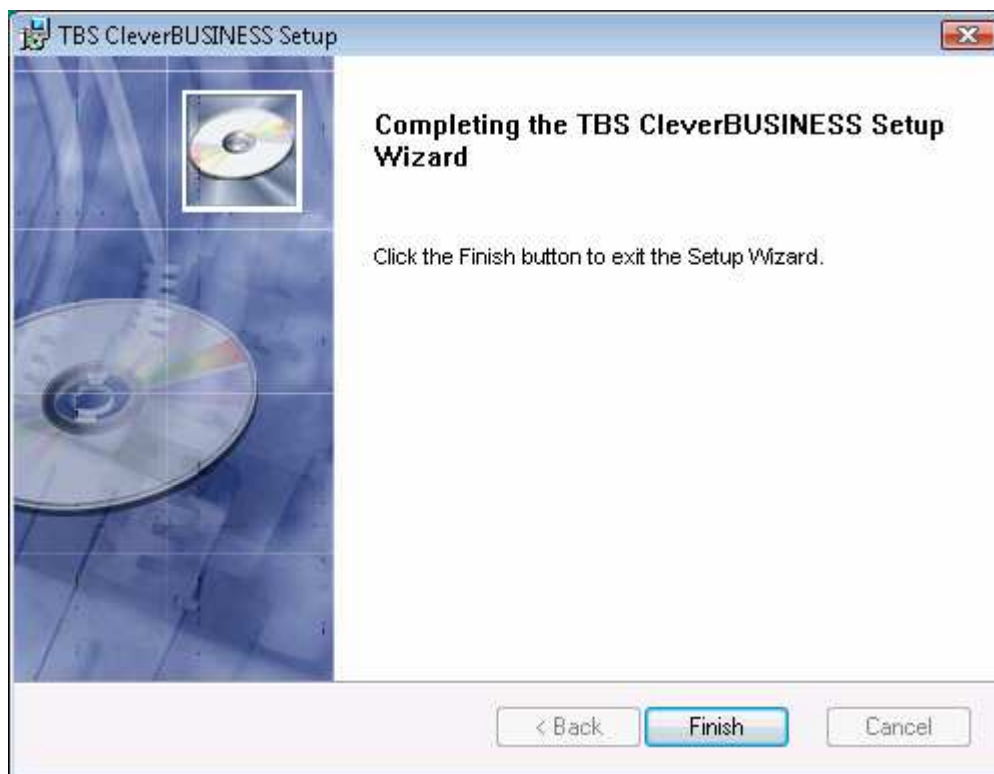 TBS CleverBUSINESS Setup
Completing the TBS CleverBUSINESS Setup
Wizard
Click the Finish button to exit the Setup Wizard.
< Back Finish Cancel